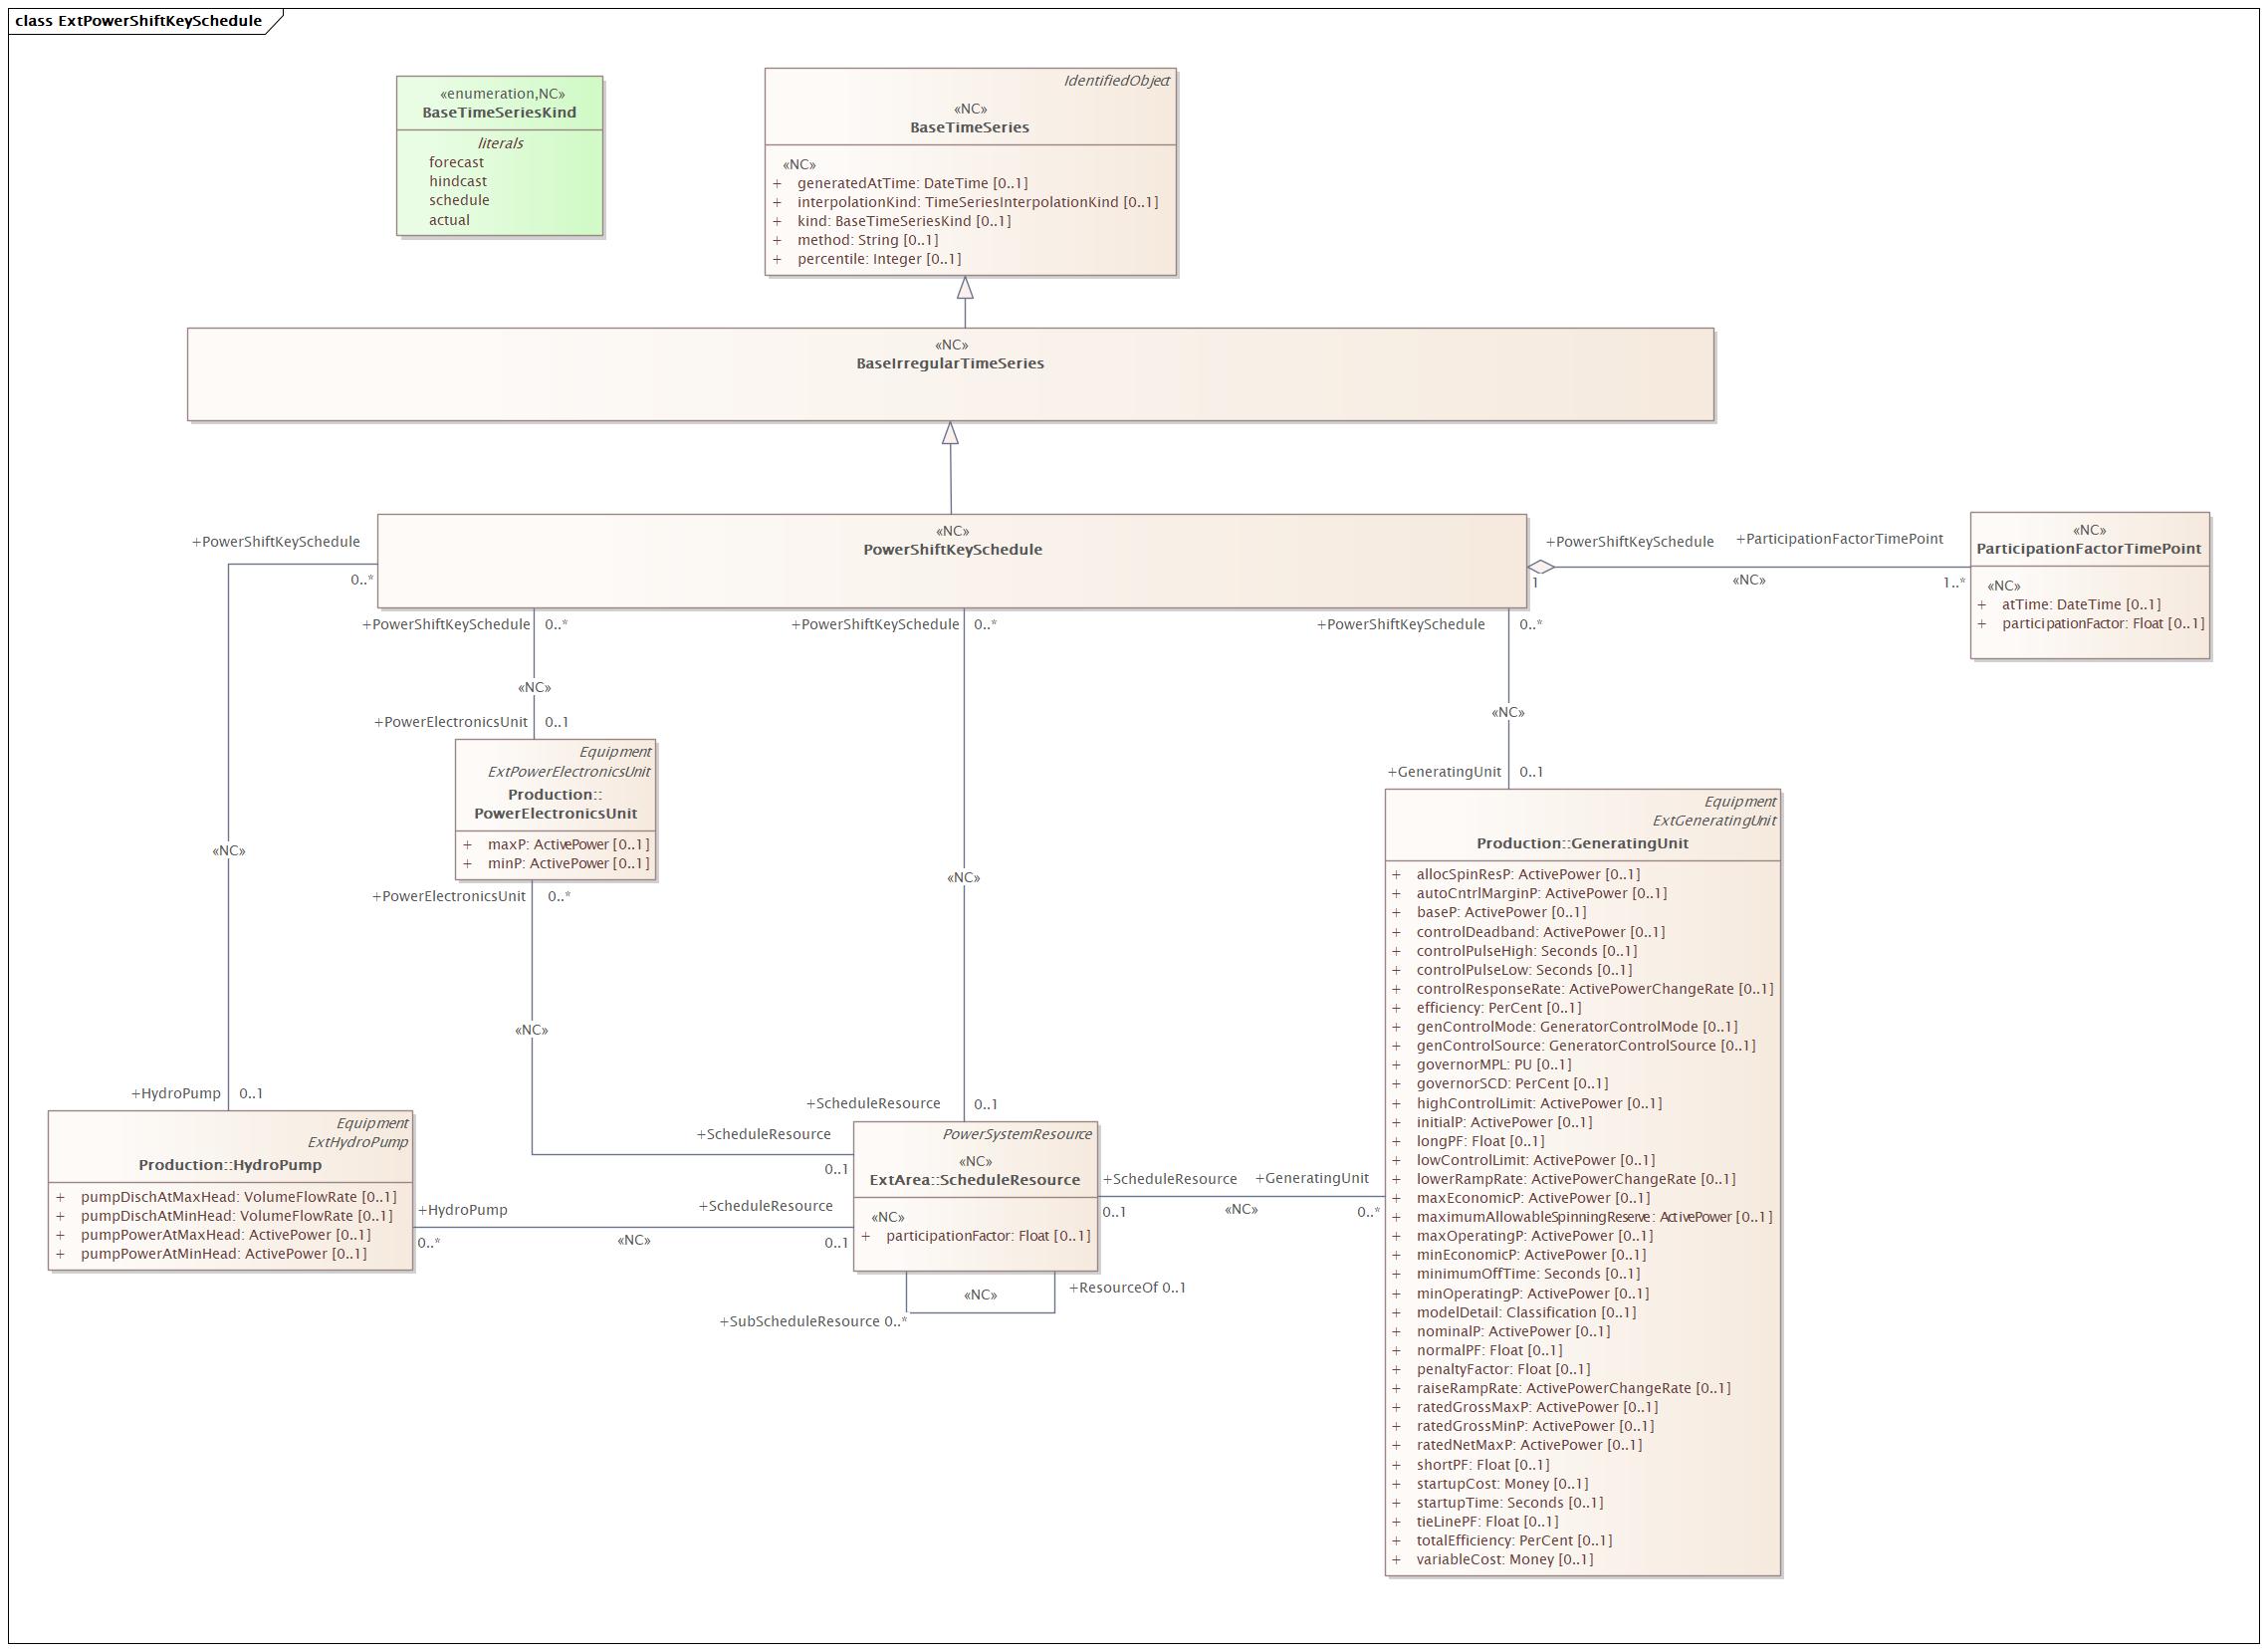 class ExtPowerShiftKeySchedule
«enumeration,NC»
BaseTimeSeriesKind
literals
forecast
hindcast
schedule
actual
IdentifiedObject
«NC»
BaseTimeSeries
«NC»
+ generatedAtTime: DateTime [0..1]
+ interpolationKind: TimeSeriesInterpolationKind [0..1]
+ kind: BaseTimeSeriesKind [0..1]
+ method: String [0..1]
+ percentile: Integer [0..1]
«NC»
BaseIrregularTimeSeries
«NC»
PowerShiftKeySchedule
+PowerShiftKeySchedule
0..*
+PowerShiftKeySchedule
1
+ParticipationFactorTimePoint
«NC»
1..*
«NC»
ParticipationFactorTimePoint
«NC»
+ atTime: DateTime [0..1]
+ participationFactor: Float [0..1]
+PowerShiftKeySchedule 0..*
+PowerShiftKeySchedule 0..*
+PowerShiftKeySchedule 0..*
«NC»
«NC»
+PowerElectronicsUnit 0..1
Equipment
ExtPowerElectronicsUnit
Production::
PowerElectronicsUnit
+ maxP: ActivePower [0..1]
+ minP: ActivePower [0..1]
+PowerElectronicsUnit 0..*
«NC»
«NC»
«NC»
+GeneratingUnit 0..1
Equipment
ExtGeneratingUnit
Production::GeneratingUnit
+ allocSpinResP: ActivePower [0..1]
+ autoCntrlMarginP: ActivePower [0..1]
+ baseP: ActivePower [0..1]
+ controlDeadband: ActivePower [0..1]
+ controlPulseHigh: Seconds [0..1]
+ controlPulseLow: Seconds [0..1]
+ controlResponseRate: ActivePowerChangeRate [0..1]
+ efficiency: PerCent [0..1]
+ genControlMode: GeneratorControlMode [0..1]
+ genControlSource: GeneratorControlSource [0..1]
+ governorMPL: PU [0..1]
+ governorSCD: PerCent [0..1]
+ highControlLimit: ActivePower [0..1]
+ initialP: ActivePower [0..1]
+ longPF: Float [0..1]
+ lowControlLimit: ActivePower [0..1]
+ lowerRampRate: ActivePowerChangeRate [0..1]
+ maxEconomicP: ActivePower [0..1]
+ maximumAllowableSpinningReserve: ActivePower [0..1]
+ maxOperatingP: ActivePower [0..1]
+ minEconomicP: ActivePower [0..1]
+ minimumOffTime: Seconds [0..1]
+ minOperatingP: ActivePower [0..1]
+ modelDetail: Classification [0..1]
+ nominalP: ActivePower [0..1]
+ normalPF: Float [0..1]
+ penaltyFactor: Float [0..1]
+ raiseRampRate: ActivePowerChangeRate [0..1]
+ ratedGrossMaxP: ActivePower [0..1]
+ ratedGrossMinP: ActivePower [0..1]
+ ratedNetMaxP: ActivePower [0..1]
+ shortPF: Float [0..1]
+ startupCost: Money [0..1]
+ startupTime: Seconds [0..1]
+ tieLinePF: Float [0..1]
+ totalEfficiency: PerCent [0..1]
+ variableCost: Money [0..1]
+HydroPump 0..1
Equipment
ExtHydroPump
Production::HydroPump
+ pumpDischAtMaxHead: VolumeFlowRate [0..1]
+ pumpDischAtMinHead: VolumeFlowRate [0..1]
+ pumpPowerAtMaxHead: ActivePower [0..1]
+ pumpPowerAtMinHead: ActivePower [0..1]
+HydroPump
0..*
«NC»
+ScheduleResource
0..1
+ScheduleResource
0..1
+ScheduleResource 0..1
PowerSystemResource
«NC»
ExtArea::ScheduleResource
«NC»
+ participationFactor: Float [0..1]
+ScheduleResource
0..1
«NC»
+GeneratingUnit
0..*
«NC»
+ResourceOf 0..1
+SubScheduleResource 0..*